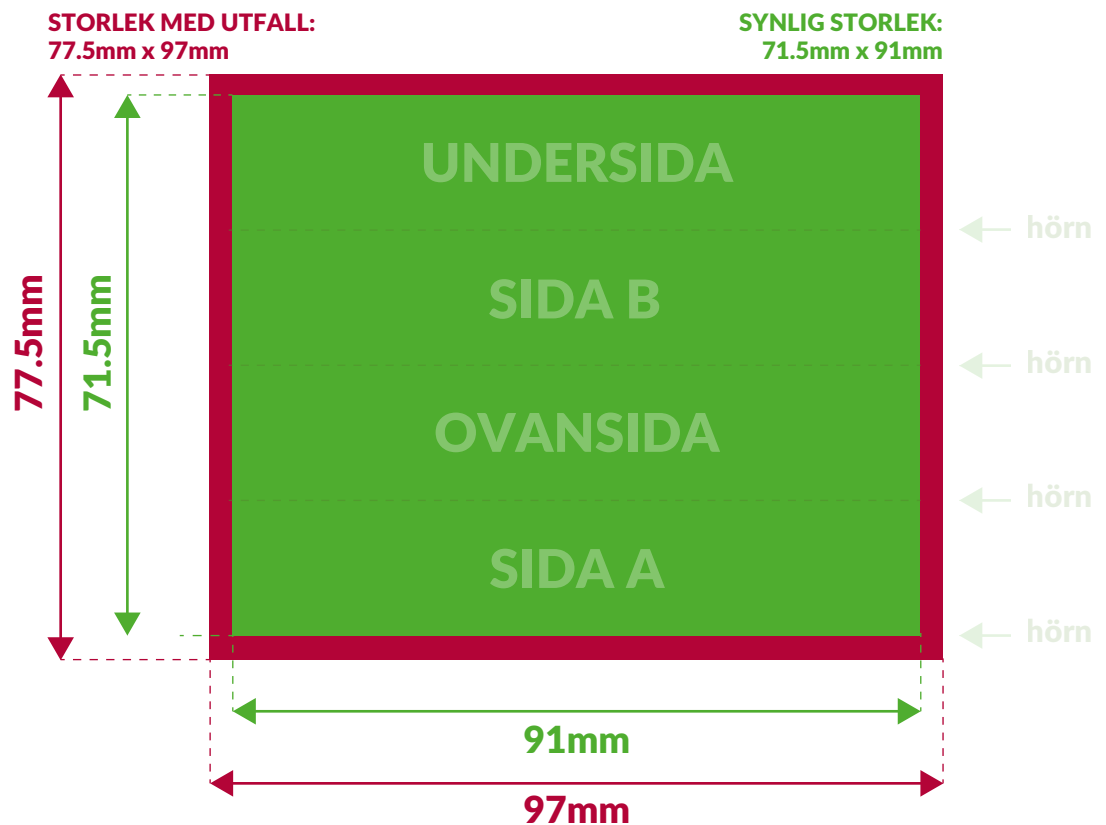 STORLEK MED UTFALL:
77.5mm x 97mm
SYNLIG STORLEK:
71.5mm x 91mm
UNDERSIDA
hörn
SIDA B
77.5mm
71.5mm
hörn
OVANSIDA
hörn
SIDA A
hörn
91mm
97mm